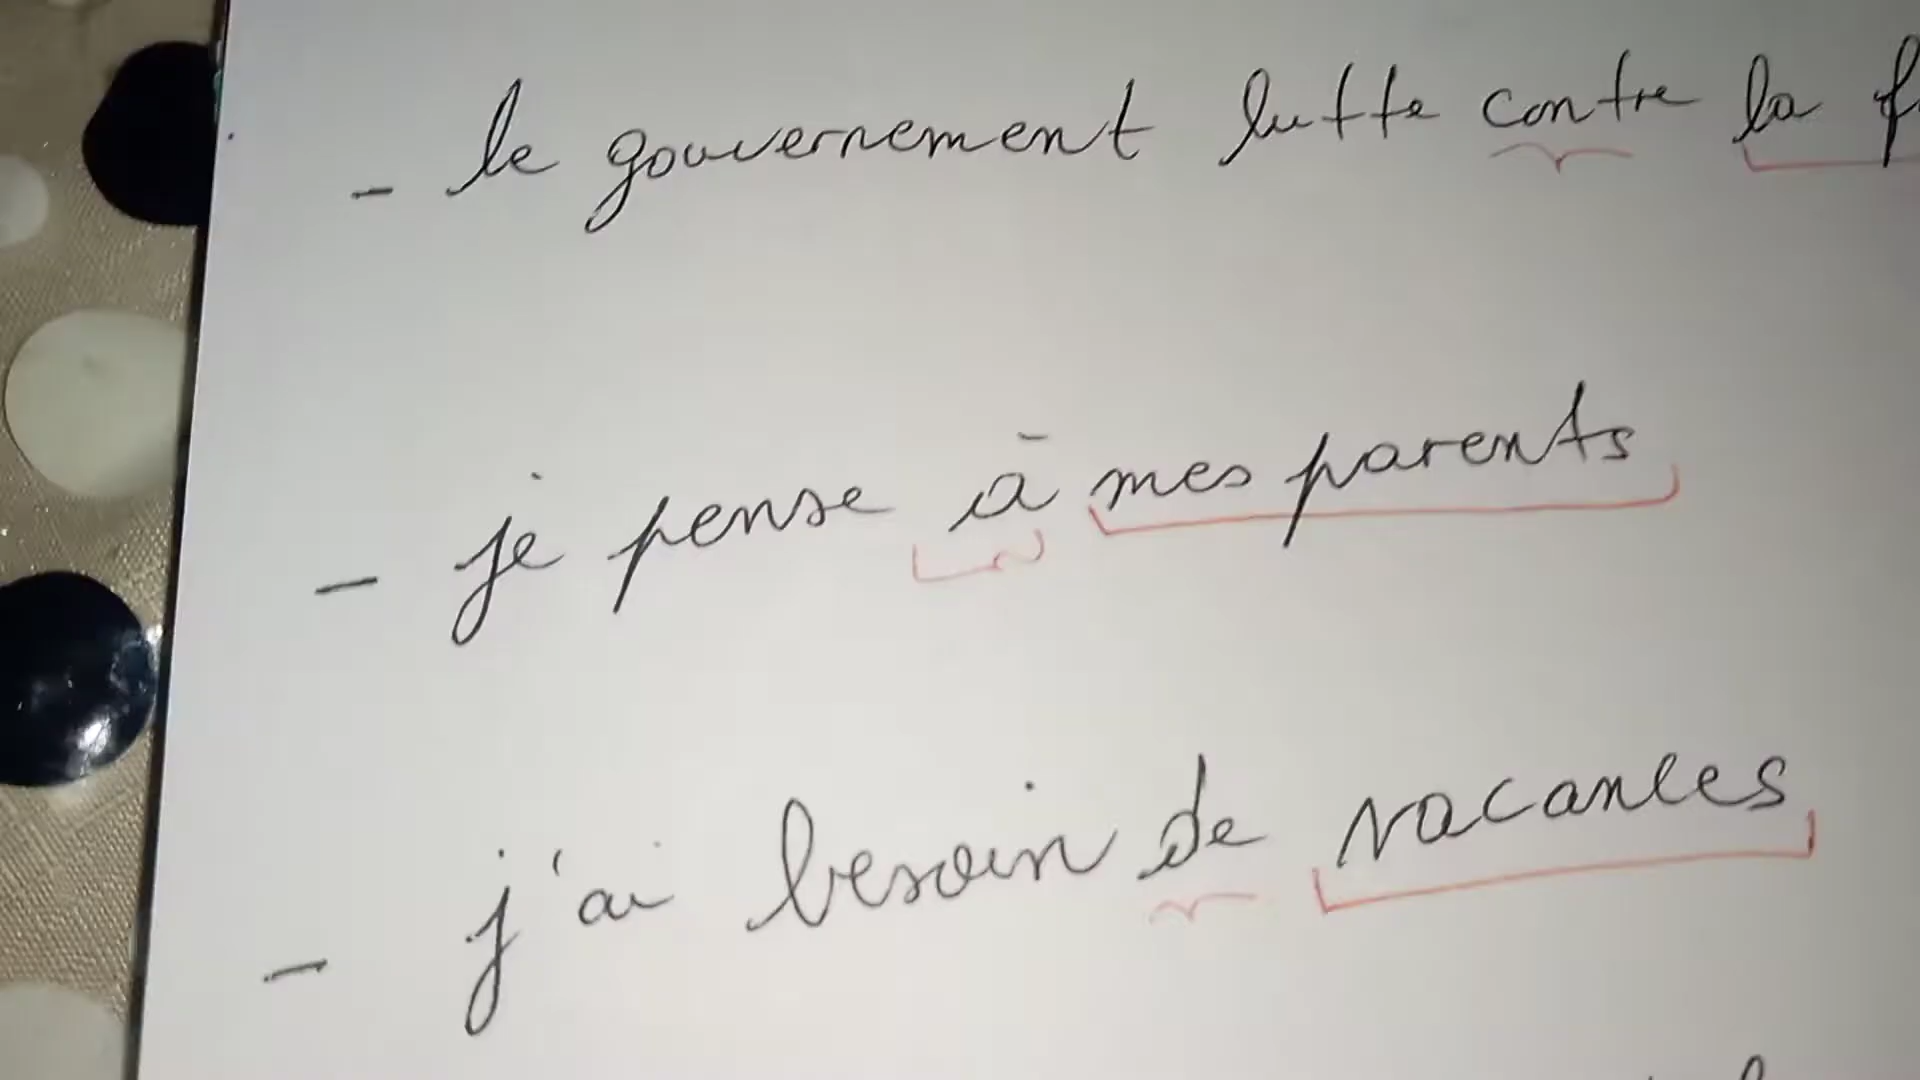 - le gouvernement lutte contre la
- je pense à mes parents
- j'ai besoin de vacances